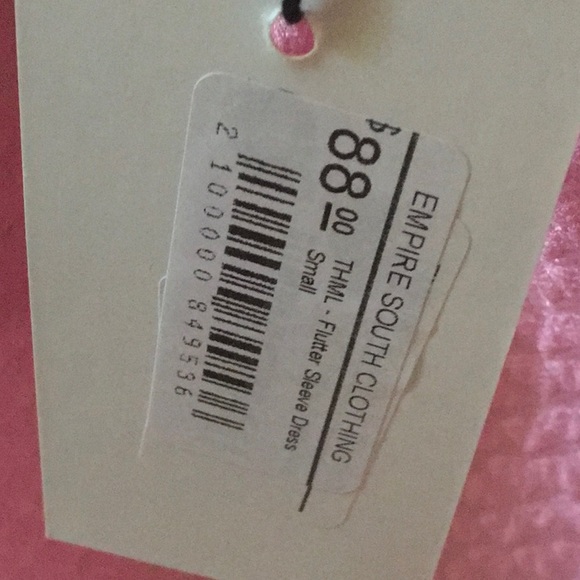 EMPIRE SOUTH CLOTHING
$88.00
THML - Flutter Sleeve Dress
Small
2 100000 849536